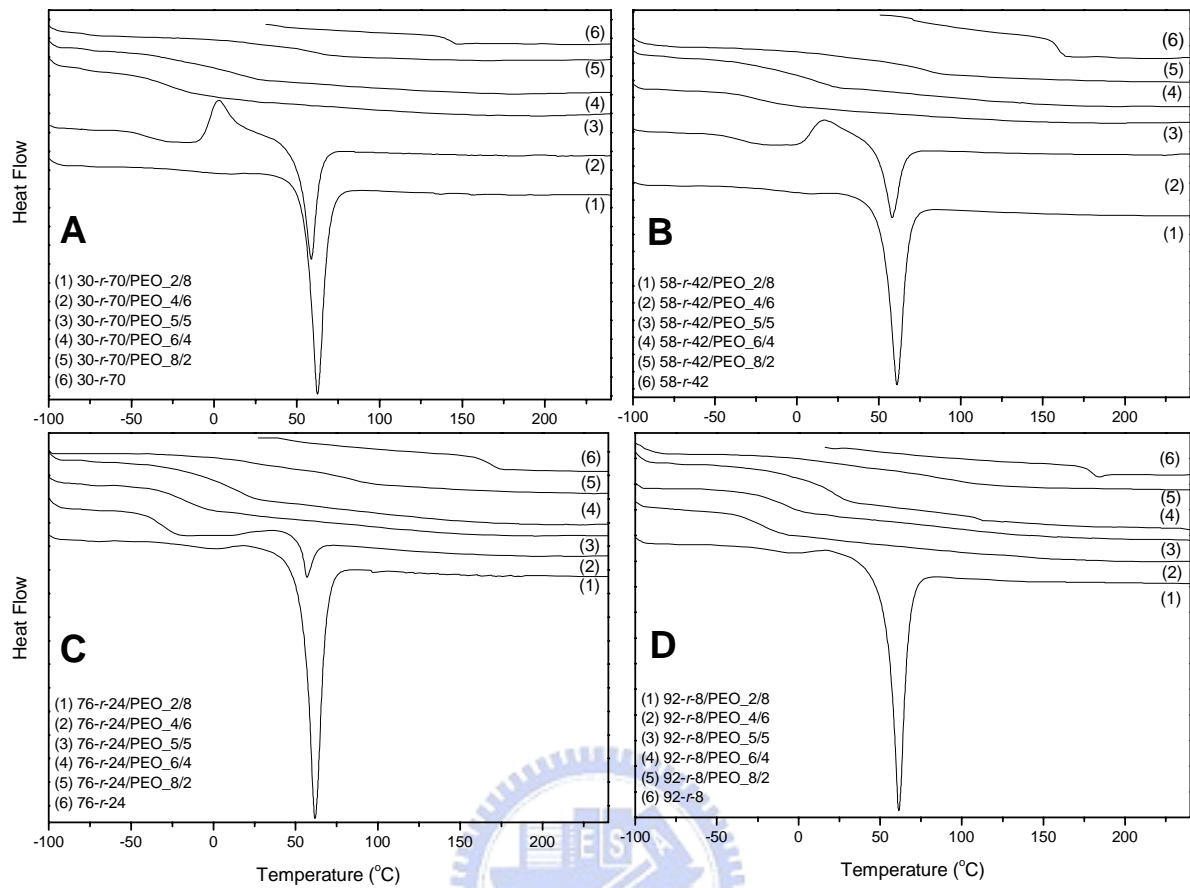 Heat Flow
(6)
(5)
(4)
(3)
(2)
(1)
A
(1) 30-r-70/PEO_2/8
(2) 30-r-70/PEO_4/6
(3) 30-r-70/PEO_5/5
(4) 30-r-70/PEO_6/4
(5) 30-r-70/PEO_8/2
(6) 30-r-70
-100 -50 0 50 100 150 200
(6)
(5)
(4)
(3)
(2)
(1)
B
(1) 58-r-42/PEO_2/8
(2) 58-r-42/PEO_4/6
(3) 58-r-42/PEO_5/5
(4) 58-r-42/PEO_6/4
(5) 58-r-42/PEO_8/2
(6) 58-r-42
-100 -50 0 50 100 150 200
Heat Flow
(6)
(5)
(4)
(3)
(2)
(1)
C
(1) 76-r-24/PEO_2/8
(2) 76-r-24/PEO_4/6
(3) 76-r-24/PEO_5/5
(4) 76-r-24/PEO_6/4
(5) 76-r-24/PEO_8/2
(6) 76-r-24
-100 -50 0 50 100 150 200
Temperature (°C)
(6)
(5)
(4)
(3)
(2)
(1)
D
(1) 92-r-8/PEO_2/8
(2) 92-r-8/PEO_4/6
(3) 92-r-8/PEO_5/5
(4) 92-r-8/PEO_6/4
(5) 92-r-8/PEO_8/2
(6) 92-r-8
-100 -50 0 50 100 150 200
Temperature (°C)
ES